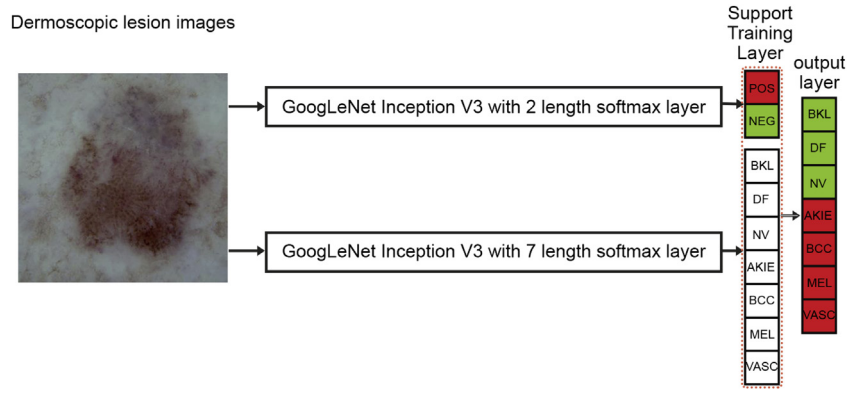 Dermoscopic lesion images
GoogLeNet Inception V3 with 2 length softmax layer
GoogLeNet Inception V3 with 7 length softmax layer
Support
Training
Layer
POS
NEG
BKL
DF
NV
AKIE
BCC
MEL
VASC
output
layer
BKL
DF
NV
AKIE
BCC
MEL
VASC